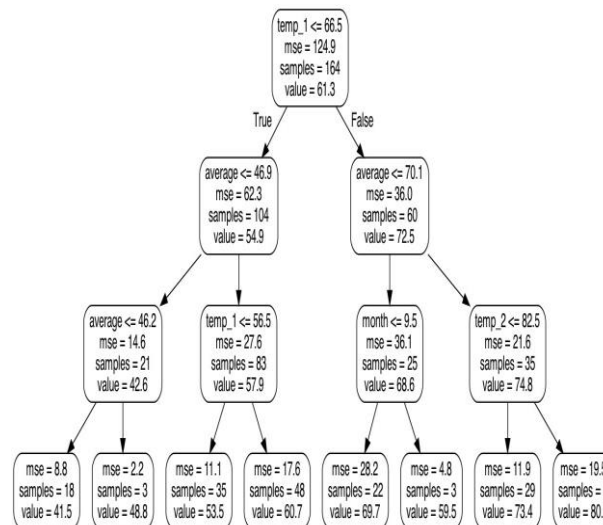 temp_1 <= 66.5
mse = 124.9
samples = 164
value = 61.3
True
False
average <= 46.9
mse = 62.3
samples = 104
value = 54.9
average <= 70.1
mse = 36.0
samples = 60
value = 72.5
average <= 46.2
mse = 14.6
samples = 21
value = 42.6
temp_1 <= 56.5
mse = 27.6
samples = 83
value = 57.9
month <= 9.5
mse = 36.1
samples = 25
value = 68.6
temp_2 <= 82.5
mse = 21.6
samples = 35
value = 74.8
mse = 8.8
samples = 18
value = 41.5
mse = 2.2
samples = 3
value = 48.8
mse = 11.1
samples = 35
value = 53.5
mse = 17.6
samples = 48
value = 60.7
mse = 28.2
samples = 22
value = 69.7
mse = 4.8
samples = 3
value = 59.5
mse = 11.9
samples = 29
value = 73.4
mse = 19.5
samples =
value = 80.